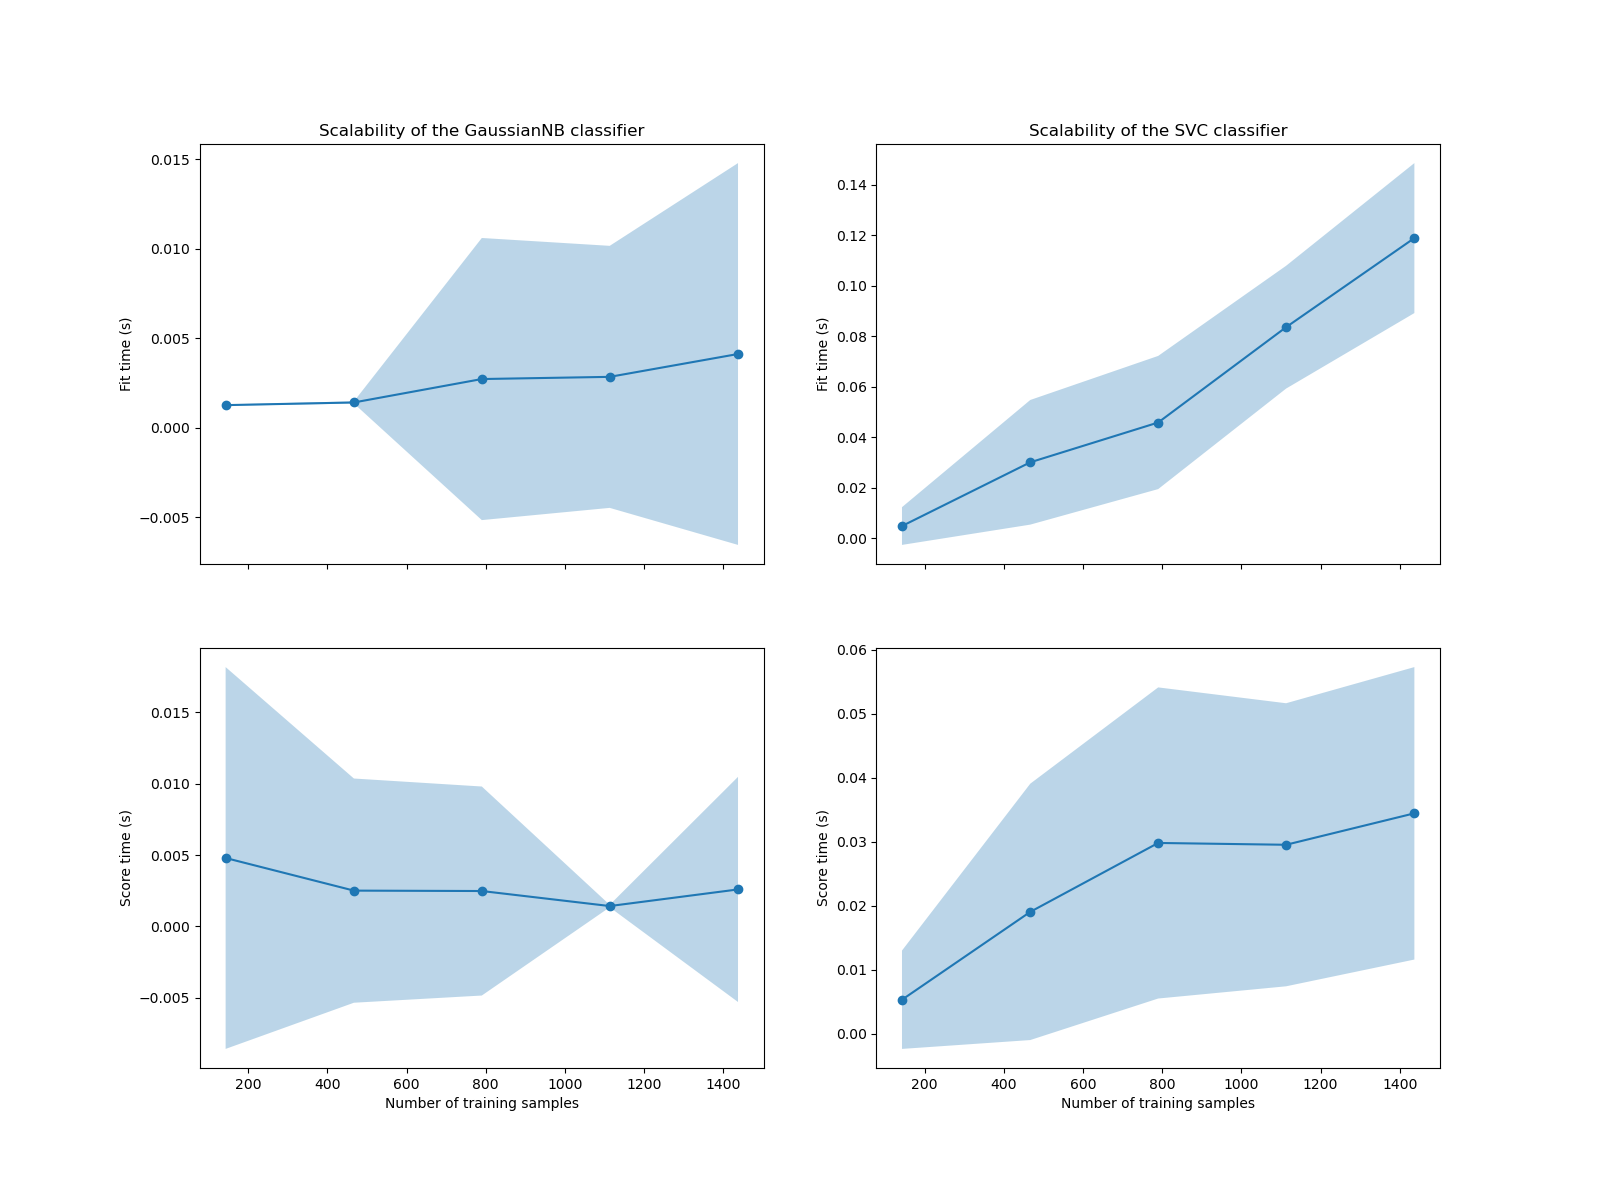 Scalability of the GaussianNB classifier
0.015
0.010
0.005
0.000
−0.005
Fit time (s)
Scalability of the SVC classifier
0.14
0.12
0.10
0.08
0.06
0.04
0.02
0.00
Fit time (s)
0.015
0.010
0.005
0.000
−0.005
Score time (s)
200 400 600 800 1000 1200 1400
Number of training samples
0.06
0.05
0.04
0.03
0.02
0.01
0.00
Score time (s)
200 400 600 800 1000 1200 1400
Number of training samples